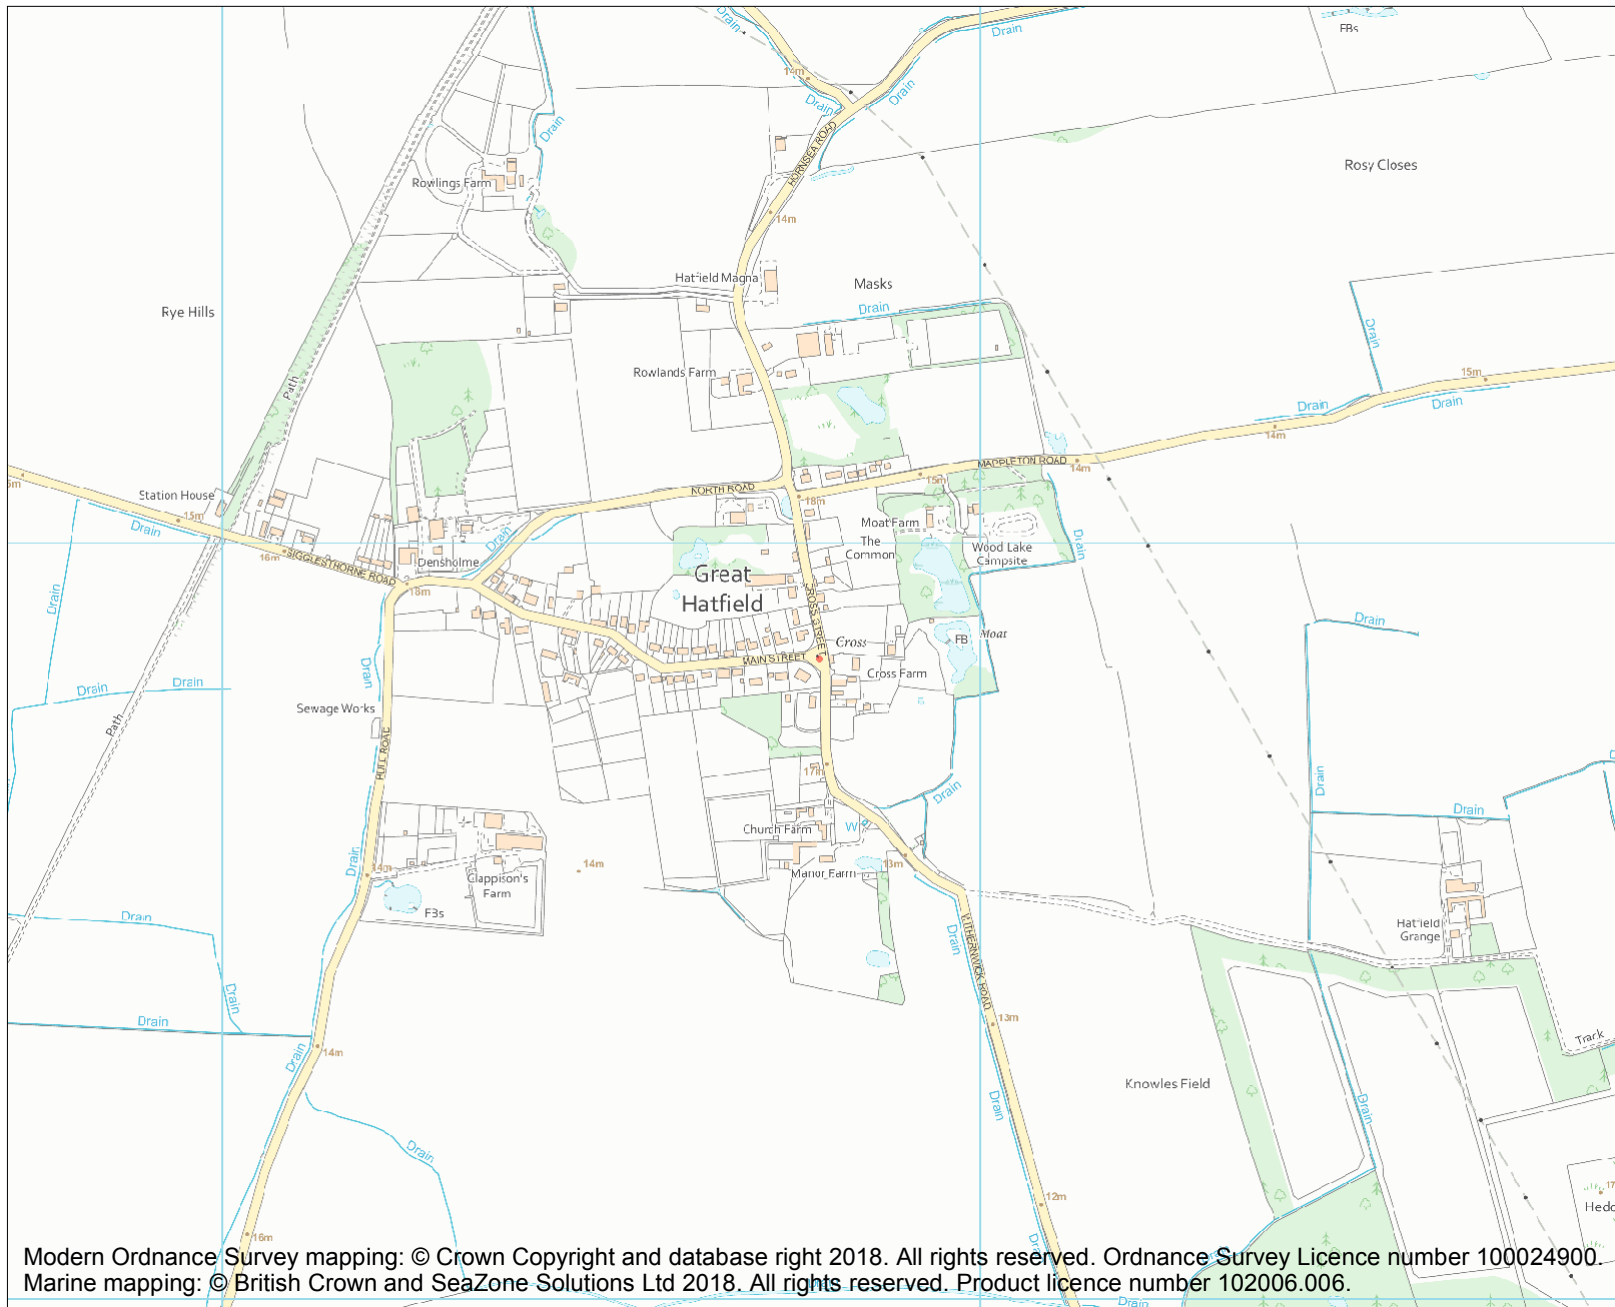 Drain
Drain
FBs
14m
Drain
Drain
Drain
HORNSEA ROAD
Rosy Closes
Rowlings Farm
14m
Hatfield Magna
Masks
Rye Hills
Drain
Drain
Path
Rowlands Farm
15m
Drain
Drain
14m
MAPPLETON ROAD
14m
15m
Station House
NORTH ROAD
18m
15m
Drain
Moat Farm
The
Common
Wood Lake
Campsite
Drain
Drain
16m
SIGGLESTHORNE ROAD
Densholme
18m
Great
Hatfield
Drain
Drain
Cross
FB
Moat
MAIN STREET
Cross Farm
Drain
Drain
Drain
Sewage Works
Path
HULL ROAD
17m
Drain
Drain
Drain
Church Farm
W
Drain
14m
14m
13m
Clappison's
Farm
Manor Farm
FBs
Drain
Hatfield
Grange
Drain
WITHERNWICK ROAD
Drain
Drain
13m
Drain
14m
Track
Knowles Field
Drain
Drain
Drain
12m
16m
Drain
Drain
Drain
Drain
Modern Ordnance Survey mapping: © Crown Copyright and database right 2018. All rights reserved. Ordnance Survey Licence number 100024900.
Marine mapping: © British Crown and SeaZone Solutions Ltd 2018. All rights reserved. Product licence number 102006.006.